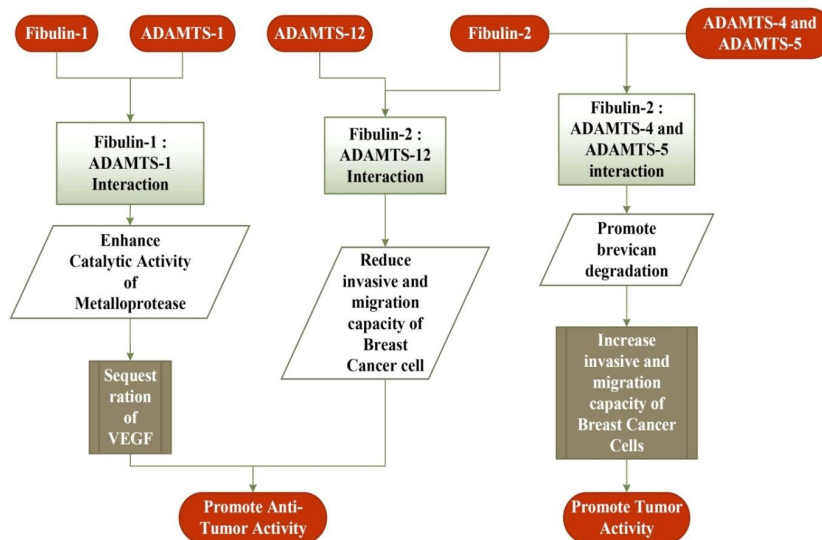 Fibulin-1
ADAMTS-1
ADAMTS-12
Fibulin-2
ADAMTS-4 and
ADAMTS-5
Fibulin-1 :
ADAMTS-1
Interaction
Fibulin-2 :
ADAMTS-12
Interaction
Fibulin-2 :
ADAMTS-4 and
ADAMTS-5
interaction
Enhance
Catalytic Activity
of
Metalloprotease
Reduce
invasive and
migration
capacity of
Breast
Cancer cell
Promote
brevican
degradation
Sequest
ration
of
VEGF
Increase
invasive and
migration
capacity of
Breast Cancer
Cells
Promote Anti-
Tumor Activity
Promote Tumor
Activity